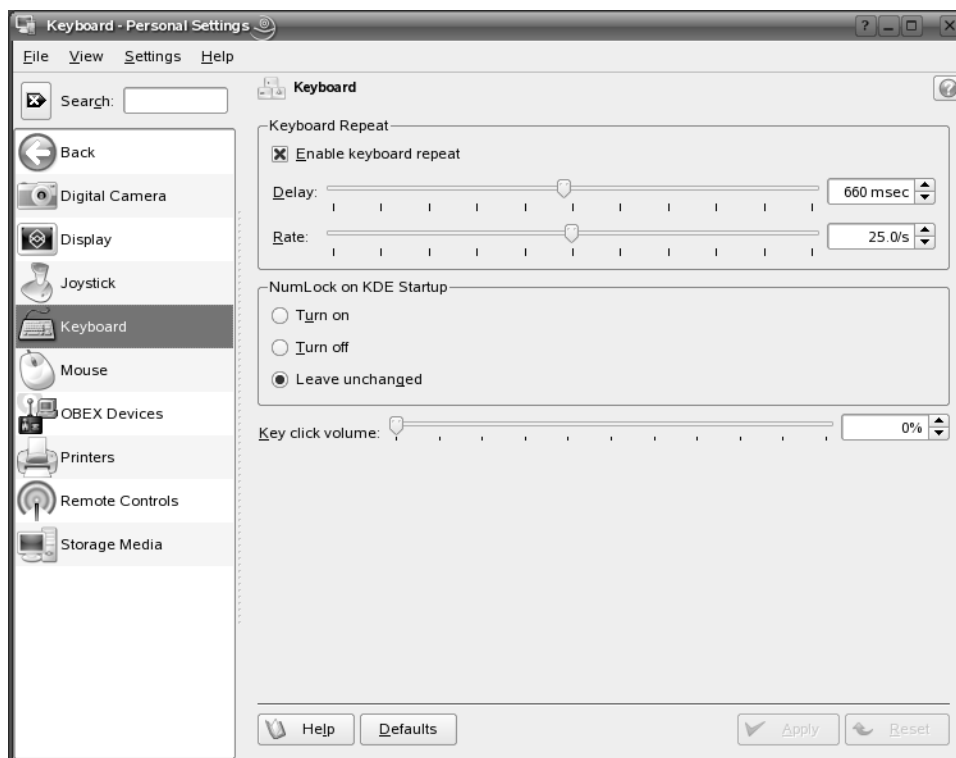 Keyboard - Personal Settings
File View Settings Help
Search:
Back
Digital Camera
Display
Joystick
Keyboard
Mouse
OBEX Devices
Printers
Remote Controls
Storage Media
Keyboard
Keyboard Repeat
Enable keyboard repeat
Delay: 660 msec
Rate: 25.0/s
NumLock on KDE Startup
Turn on
Turn off
Leave unchanged
Key click volume: 0%
Help Defaults Apply Reset